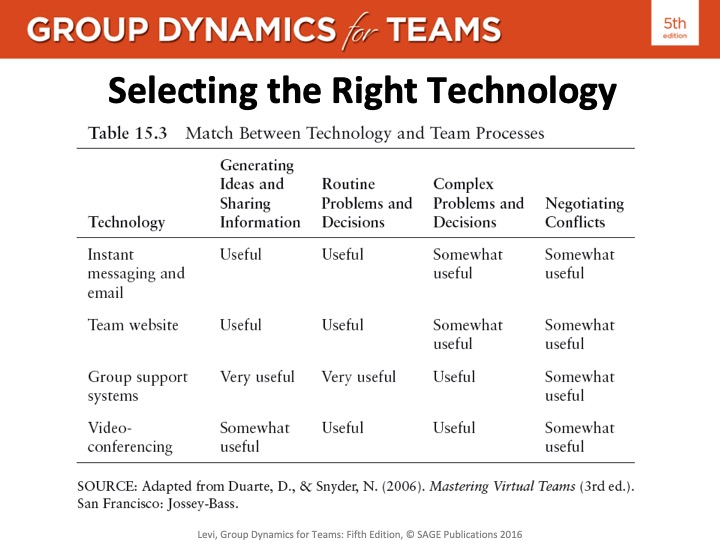 GROUP DYNAMICS for TEAMS
5th
edition
Selecting the Right Technology
Table 15.3 Match Between Technology and Team Processes
Technology
Generating
Ideas and
Sharing
Information
Routine
Problems and
Decisions
Complex
Problems and
Decisions
Negotiating
Conflicts
Instant
messaging and
email
Useful
Useful
Somewhat
useful
Somewhat
useful
Team website
Useful
Useful
Somewhat
useful
Somewhat
useful
Group support
systems
Very useful
Very useful
Useful
Somewhat
useful
Video-
conferencing
Somewhat
useful
Useful
Useful
Somewhat
useful
SOURCE: Adapted from Duarte, D., & Snyder, N. (2006). Mastering Virtual Teams (3rd ed.).
San Francisco: Jossey-Bass.
Levi, Group Dynamics for Teams: Fifth Edition, © SAGE Publications 2016